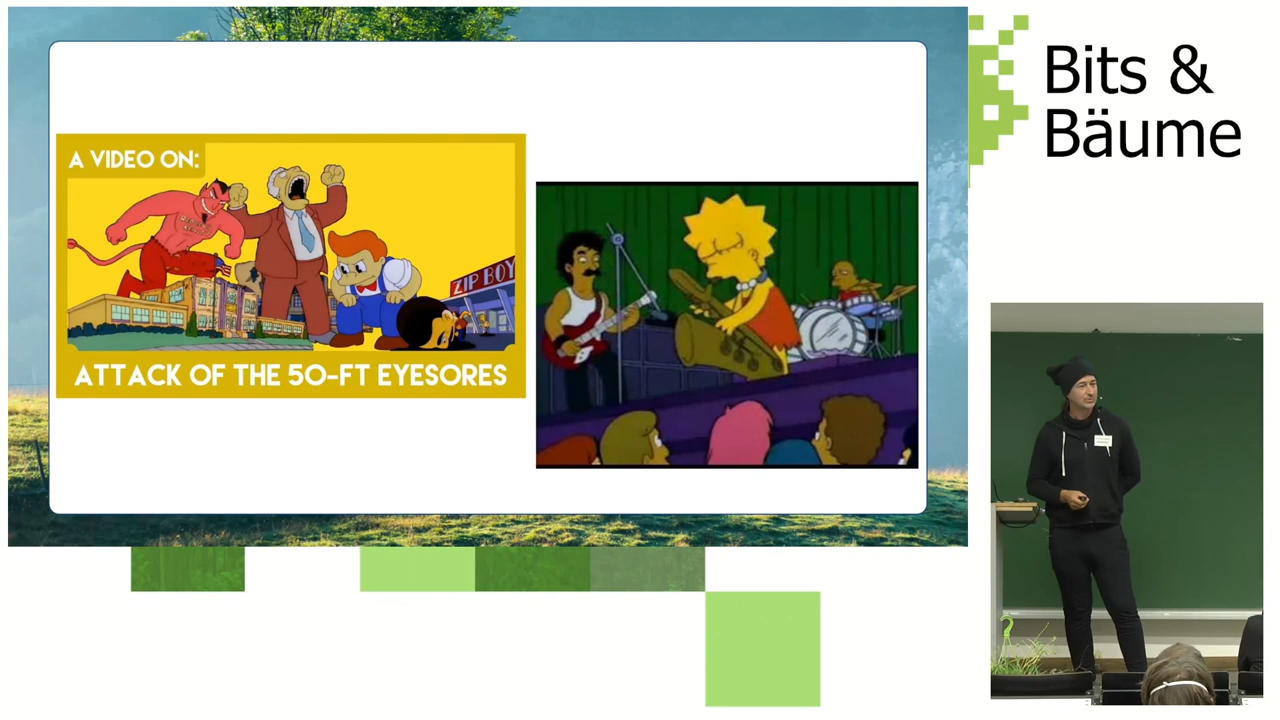 A VIDEO ON:
ZIP BOY
ATTACK OF THE 50-FT EYESORES
Bits &
Bäume